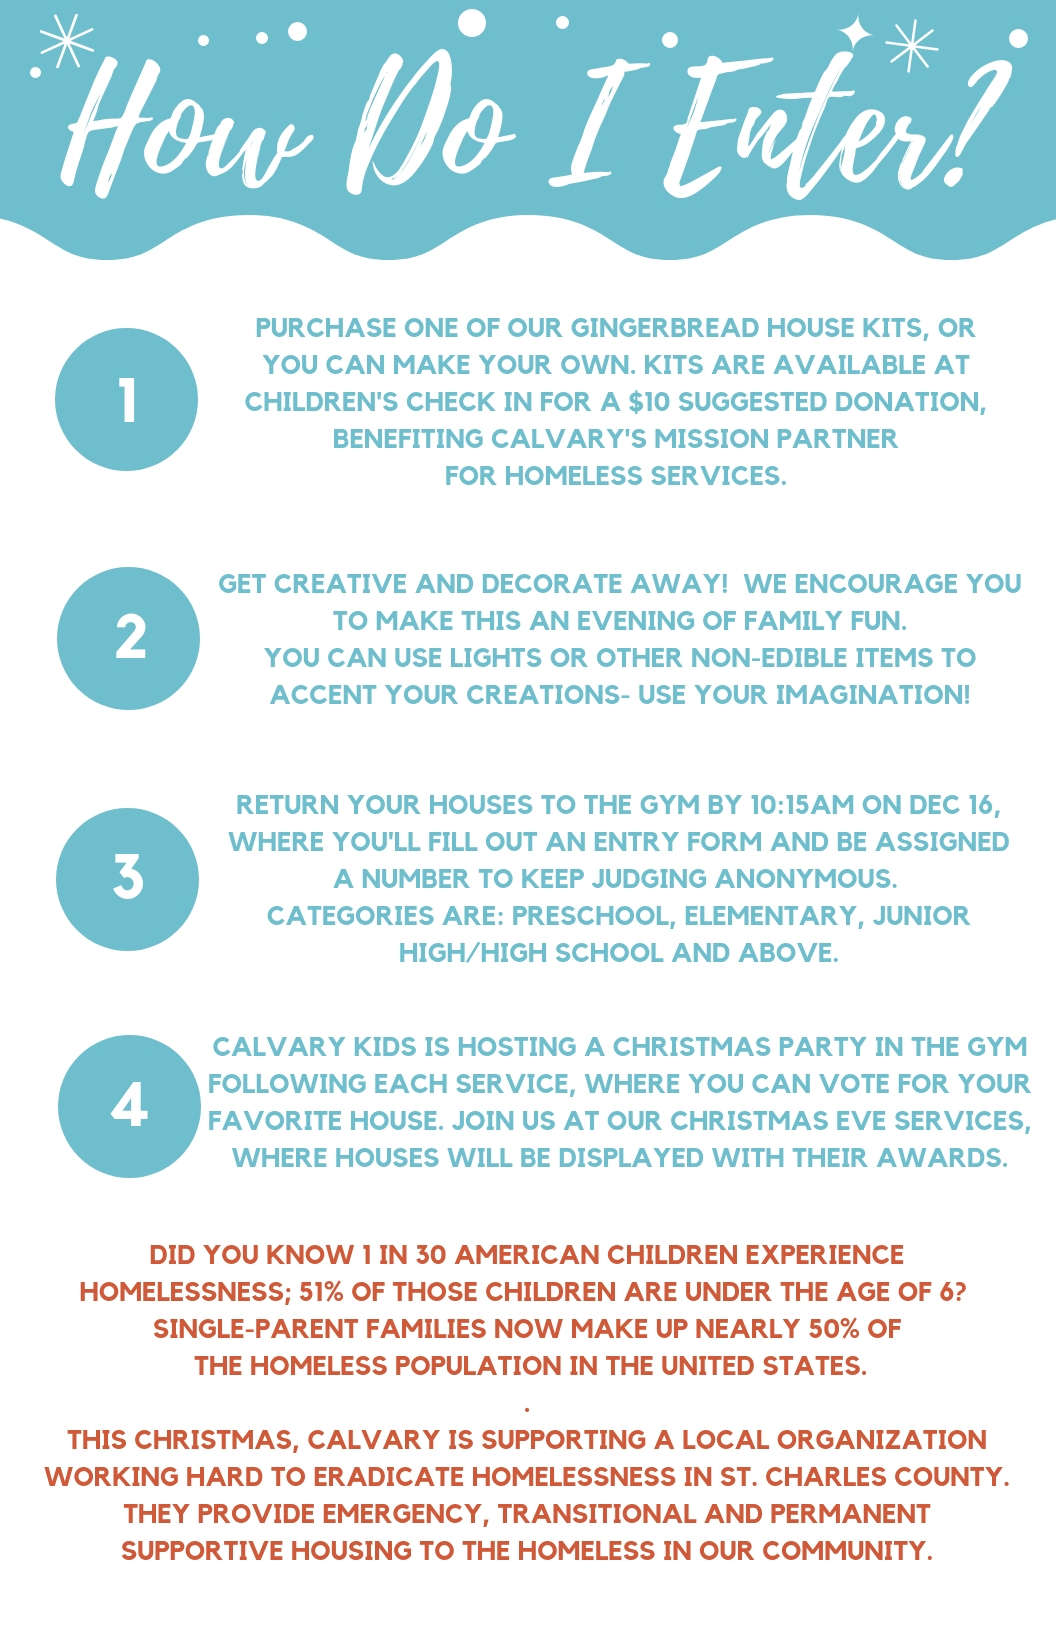 How Do I Enter?
1
PURCHASE ONE OF OUR GINGERBREAD HOUSE KITS, OR
YOU CAN MAKE YOUR OWN. KITS ARE AVAILABLE AT
CHILDREN'S CHECK IN FOR A $10 SUGGESTED DONATION,
BENEFITING CALVARY'S MISSION PARTNER
FOR HOMELESS SERVICES.
2
GET CREATIVE AND DECORATE AWAY! WE ENCOURAGE YOU
TO MAKE THIS AN EVENING OF FAMILY FUN.
YOU CAN USE LIGHTS OR OTHER NON-EDIBLE ITEMS TO
ACCENT YOUR CREATIONS- USE YOUR IMAGINATION!
3
RETURN YOUR HOUSES TO THE GYM BY 10:15AM ON DEC 16,
WHERE YOU'LL FILL OUT AN ENTRY FORM AND BE ASSIGNED
A NUMBER TO KEEP JUDGING ANONYMOUS.
CATEGORIES ARE: PRESCHOOL, ELEMENTARY, JUNIOR
HIGH/HIGH SCHOOL AND ABOVE.
4
CALVARY KIDS IS HOSTING A CHRISTMAS PARTY IN THE GYM
FOLLOWING EACH SERVICE, WHERE YOU CAN VOTE FOR YOUR
FAVORITE HOUSE. JOIN US AT OUR CHRISTMAS EVE SERVICES,
WHERE HOUSES WILL BE DISPLAYED WITH THEIR AWARDS.
DID YOU KNOW 1 IN 30 AMERICAN CHILDREN EXPERIENCE
HOMELESSNESS; 51% OF THOSE CHILDREN ARE UNDER THE AGE OF 6?
SINGLE-PARENT FAMILIES NOW MAKE UP NEARLY 50% OF
THE HOMELESS POPULATION IN THE UNITED STATES.
.
THIS CHRISTMAS, CALVARY IS SUPPORTING A LOCAL ORGANIZATION
WORKING HARD TO ERADICATE HOMELESSNESS IN ST. CHARLES COUNTY.
THEY PROVIDE EMERGENCY, TRANSITIONAL AND PERMANENT
SUPPORTIVE HOUSING TO THE HOMELESS IN OUR COMMUNITY.